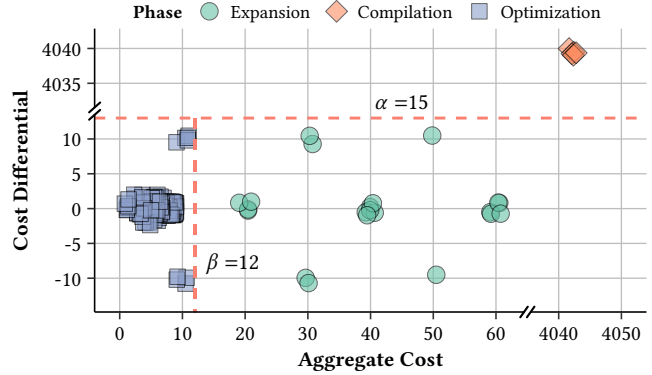 Phase Expansion Compilation Optimization
4040
4035
α =15
10
5
0
-5
-10
β =12
Cost Differential
0 10 20 30 40 50 60 4040 4050
Aggregate Cost